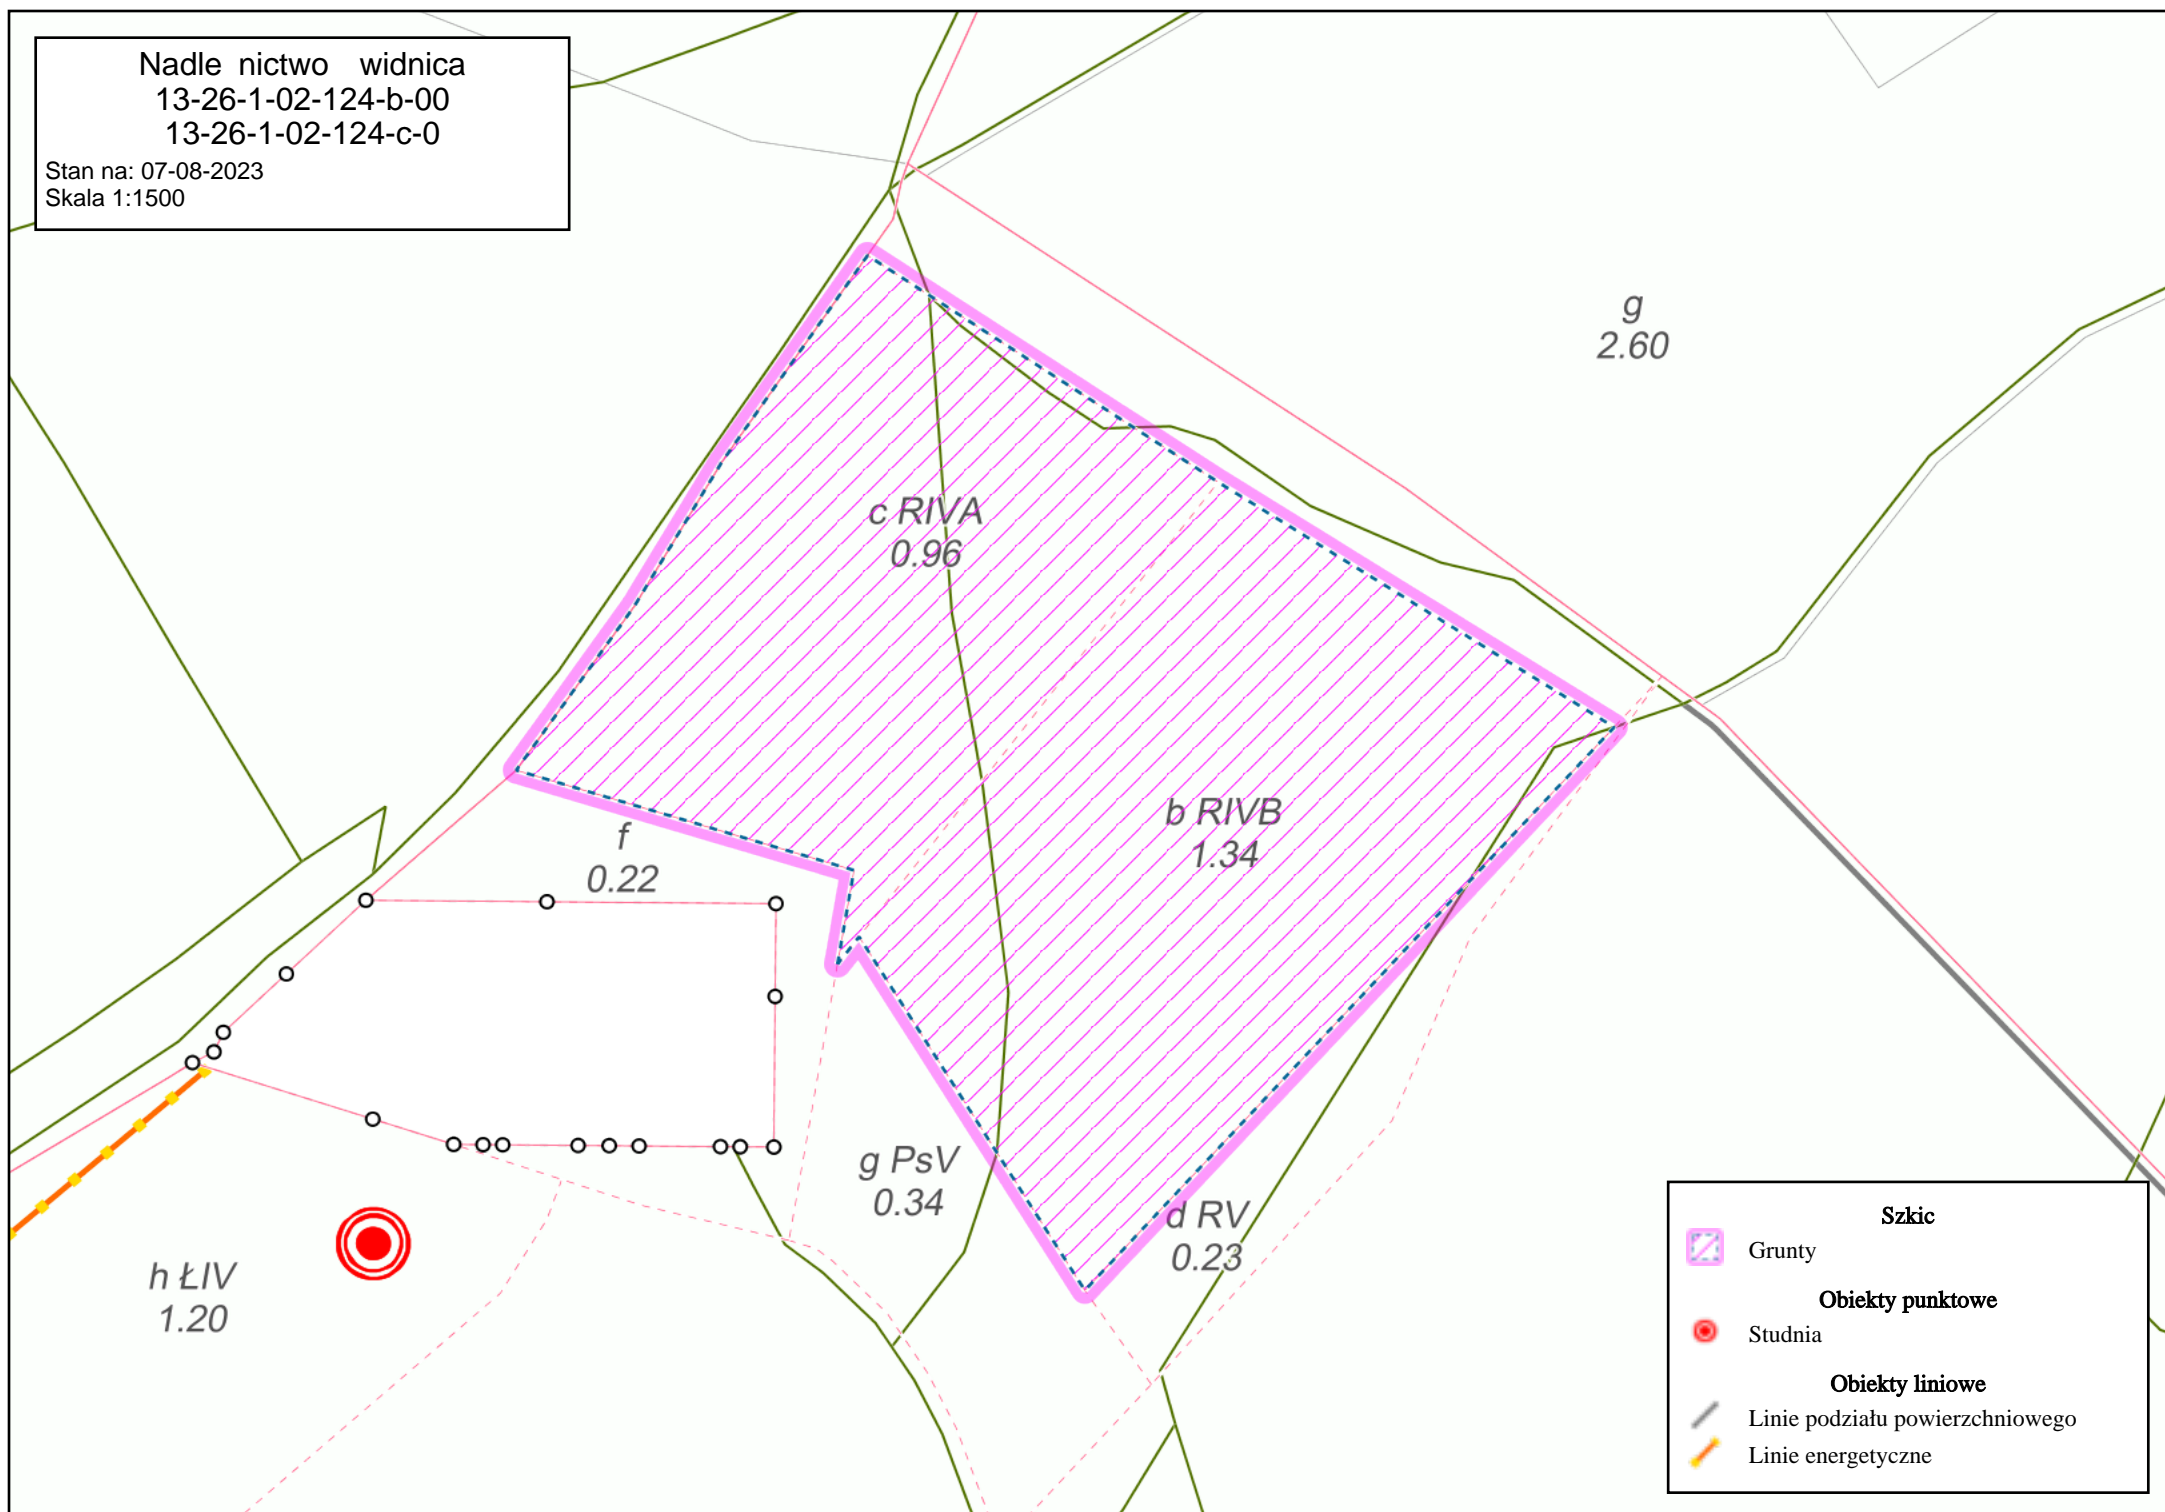 Nadle nictwo widnica
13-26-1-02-124-b-00
13-26-1-02-124-c-0
Stan na: 07-08-2023
Skala 1:1500
g
2.60
c RIVA
0.96
b RIVB
1.34
f
0.22
g PsV
0.34
d RV
0.23
h ŁIV
1.20
Szkic
Grunty
Obiekty punktowe
Studnia
Obiekty liniowe
Linie podziału powierzchniowego
Linie energetyczne